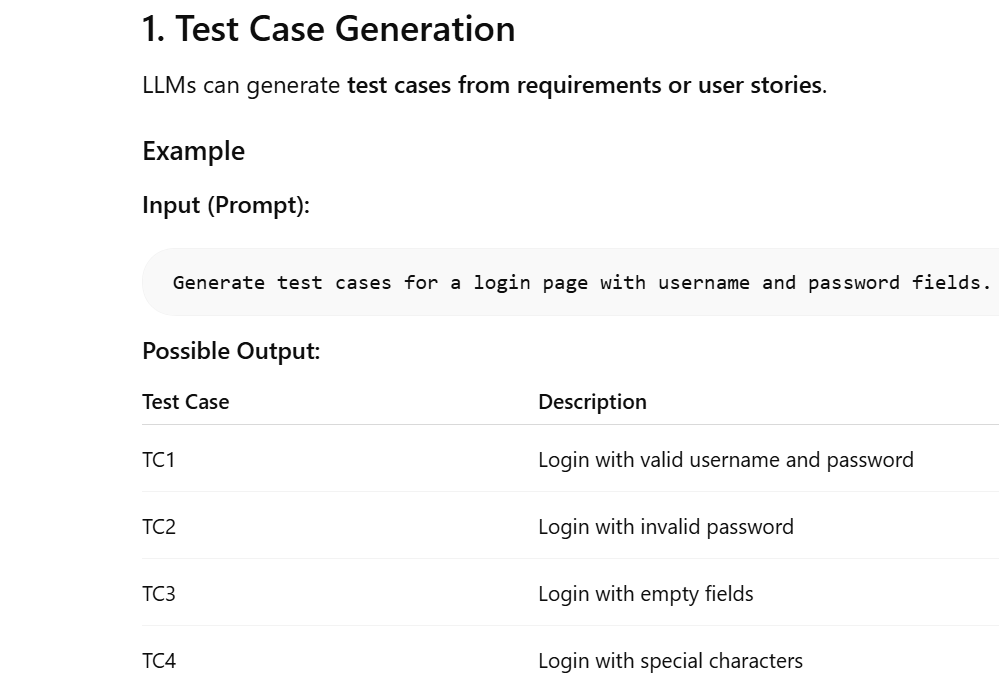 1. Test Case Generation
LLMs can generate test cases from requirements or user stories.
Example
Input (Prompt):
Generate test cases for a login page with username and password fields.
Possible Output:
Test Case Description
TC1 Login with valid username and password
TC2 Login with invalid password
TC3 Login with empty fields
TC4 Login with special characters